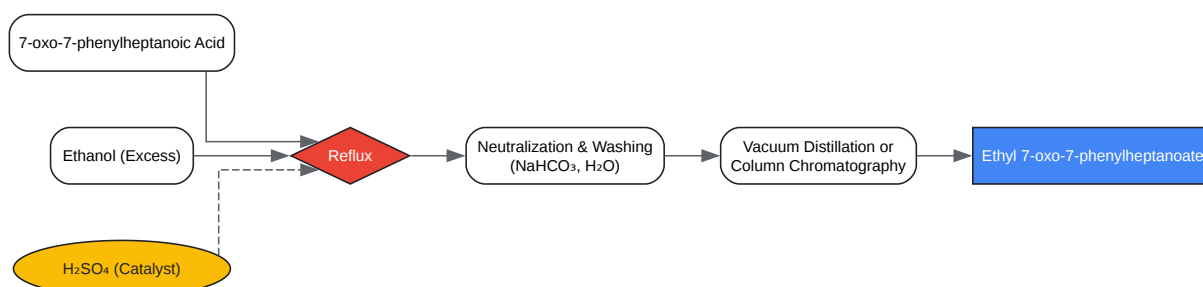 7-oxo-7-phenylheptanoic Acid
Ethanol (Excess)
H₂SO₄ (Catalyst)
Reflux
Neutralization & Washing
(NaHCO₃, H₂O)
Vacuum Distillation or
Column Chromatography
Ethyl 7-oxo-7-phenylheptanoate